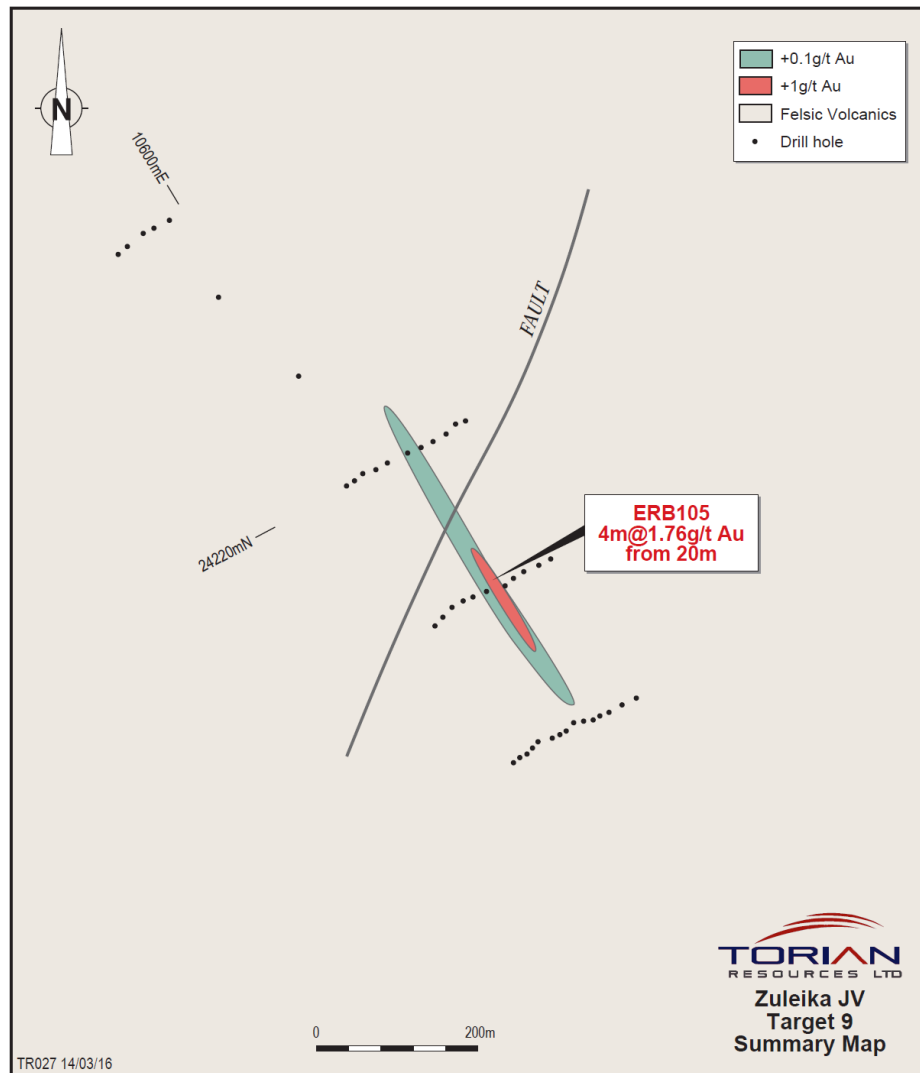 N
+0.1g/t Au
+1g/t Au
Felsic Volcanics
Drill hole
10600mE
FAULT
24220mN
ERB105
4m@1.76g/t Au
from 20m
TORIAN
RESOURCES LTD
Zuleika JV
Target 9
Summary Map
0 200m
TR027 14/03/16